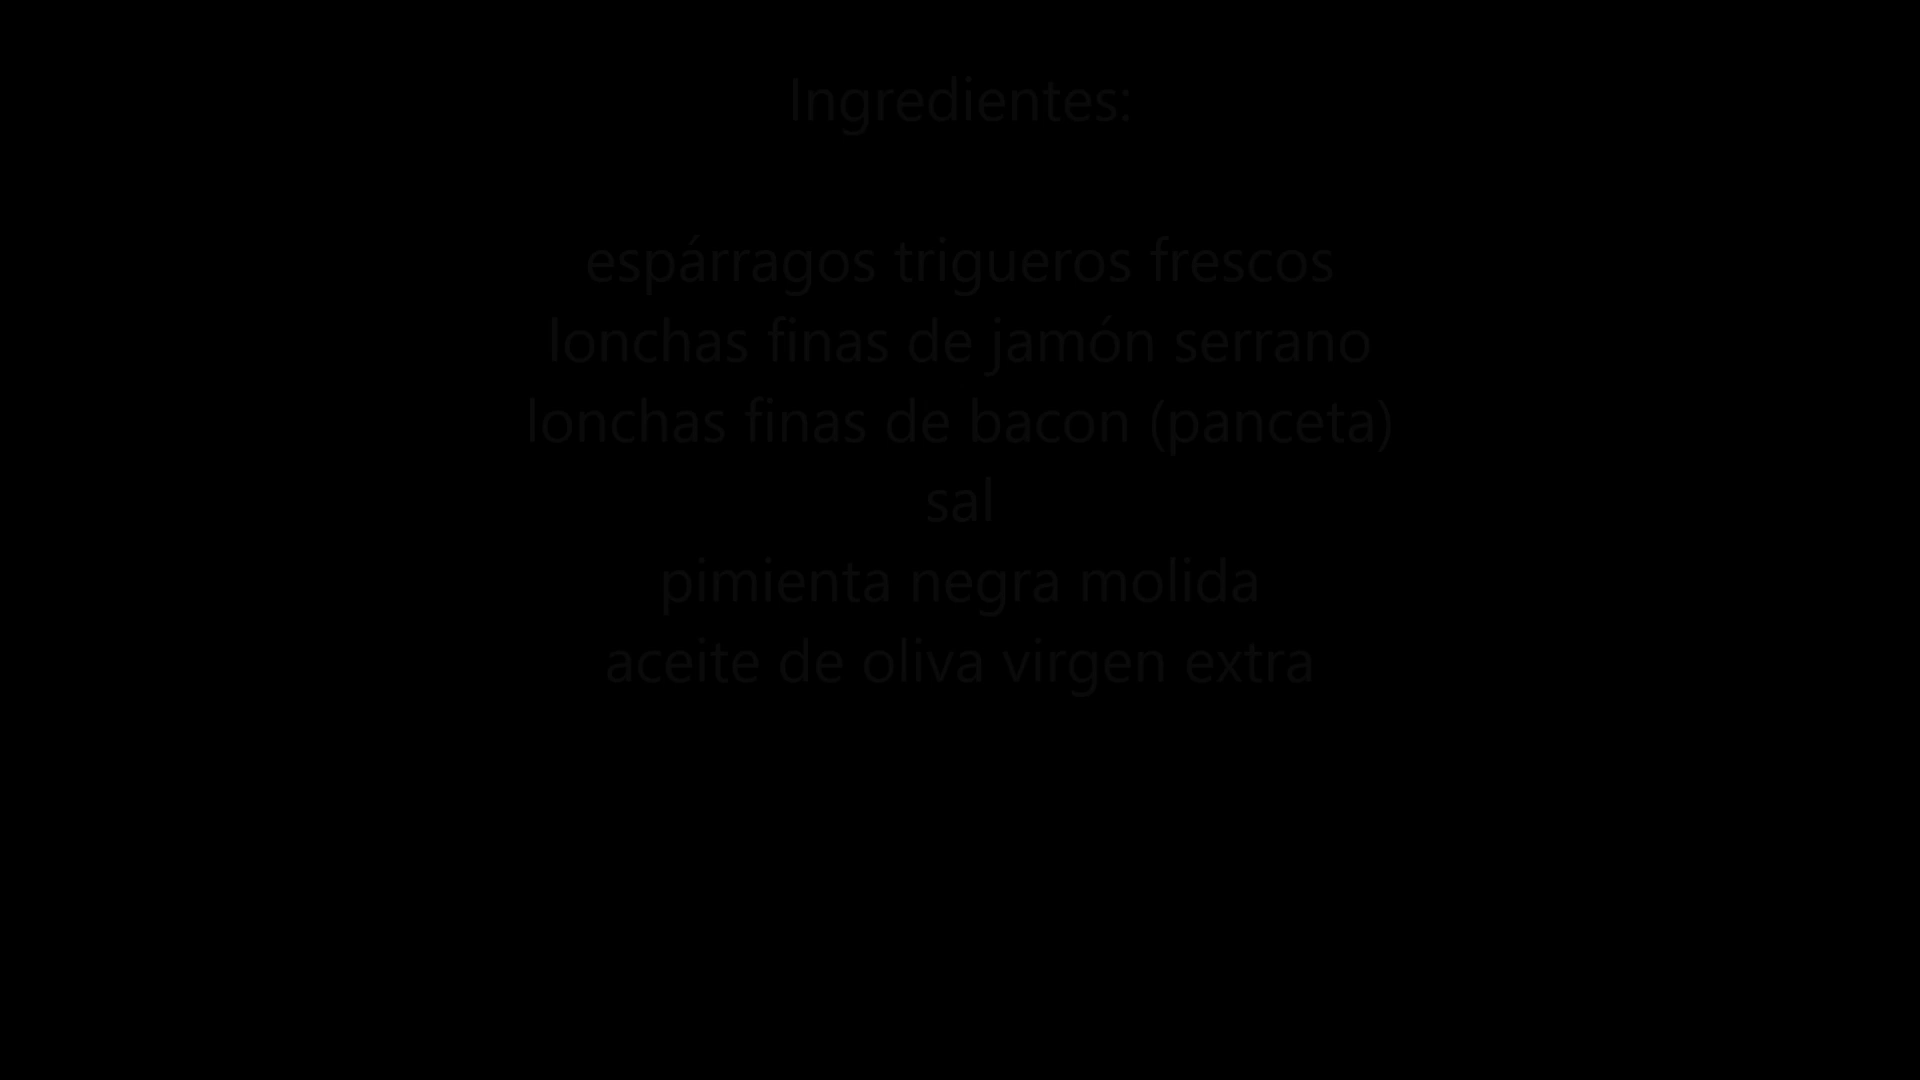 Ingredientes:
espárragos trigueros frescos
lonchas finas de jamón serrano
lonchas finas de bacon (panceta)
sal
pimienta negra molida
aceite de oliva virgen extra